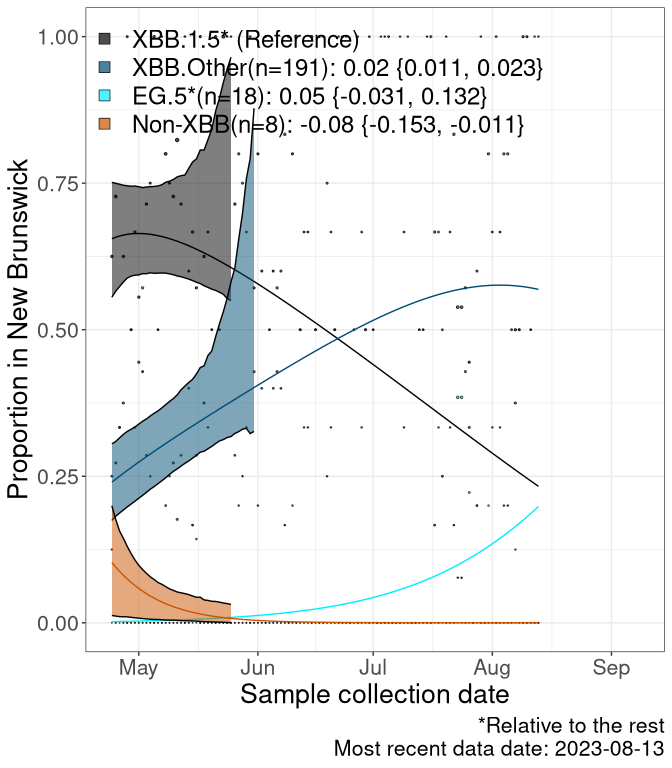 XBB.1.5* (Reference)
XBB.Other(n=191): 0.02 {0.011, 0.023}
EG.5*(n=18): 0.05 {-0.031, 0.132}
Non-XBB(n=8): -0.08 {-0.153, -0.011}
1.00
0.75
0.50
0.25
0.00
Proportion in New Brunswick
May Jun Jul Aug Sep
Sample collection date
*Relative to the rest
Most recent data date: 2023-08-13